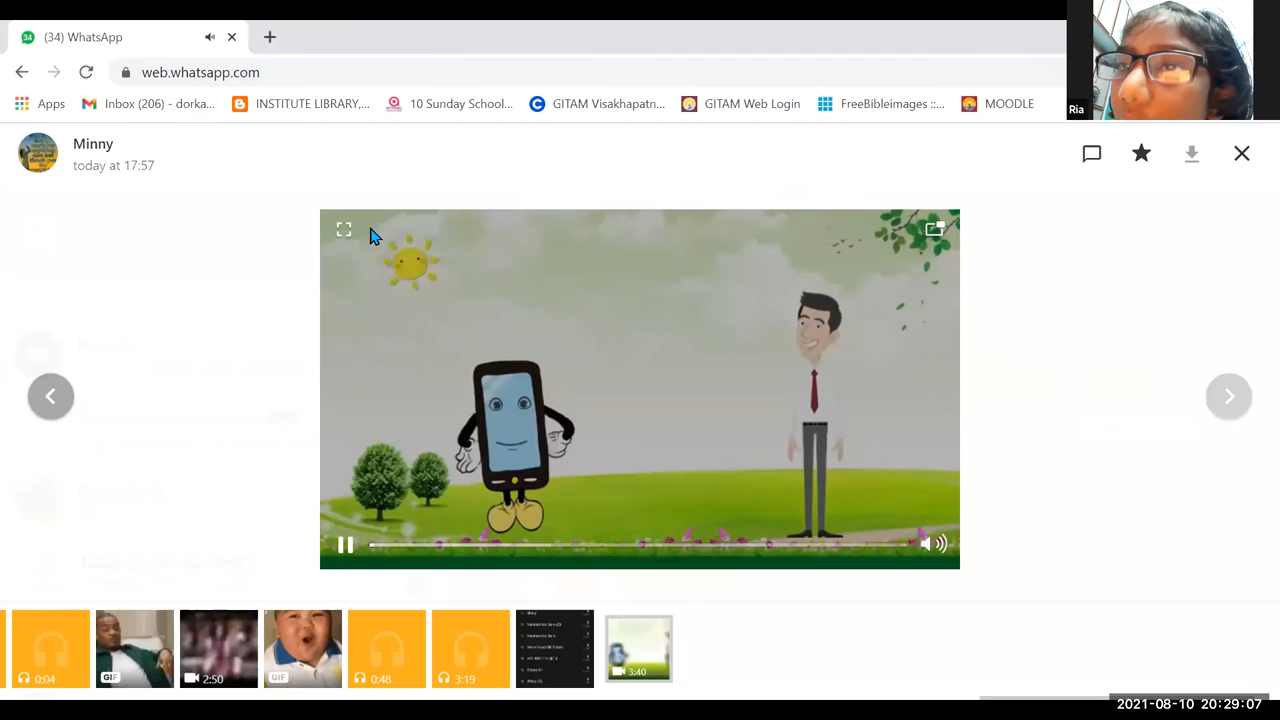 (34) WhatsApp
web.whatsapp.com
Apps
Inbox (206) - dorka...
INSTITUTE LIBRARY,...
10 Sunday school...
GITAM Visakhapatn...
GITAM Web Login
FreeBibleimages ::...
MOODLE
Ria
Minny
today at 17:57
0:04
GIF
2:50
GIF
0:48
3:19
3:40
2021-08-10 20:29:07